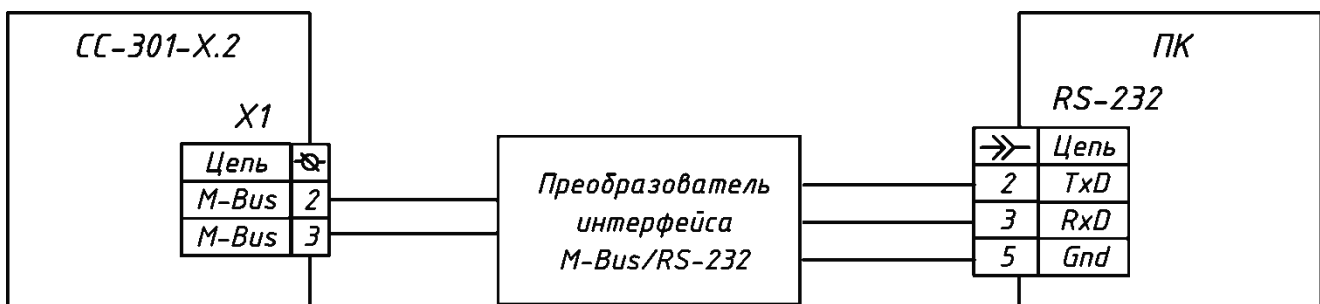 СС-301-Х.2
X1
Цепь
M-Bus 2
M-Bus 3
Преобразователь
интерфейса
M-Bus/RS-232
ПК
RS-232
Цепь
2 TxD
3 RxD
5 Gnd